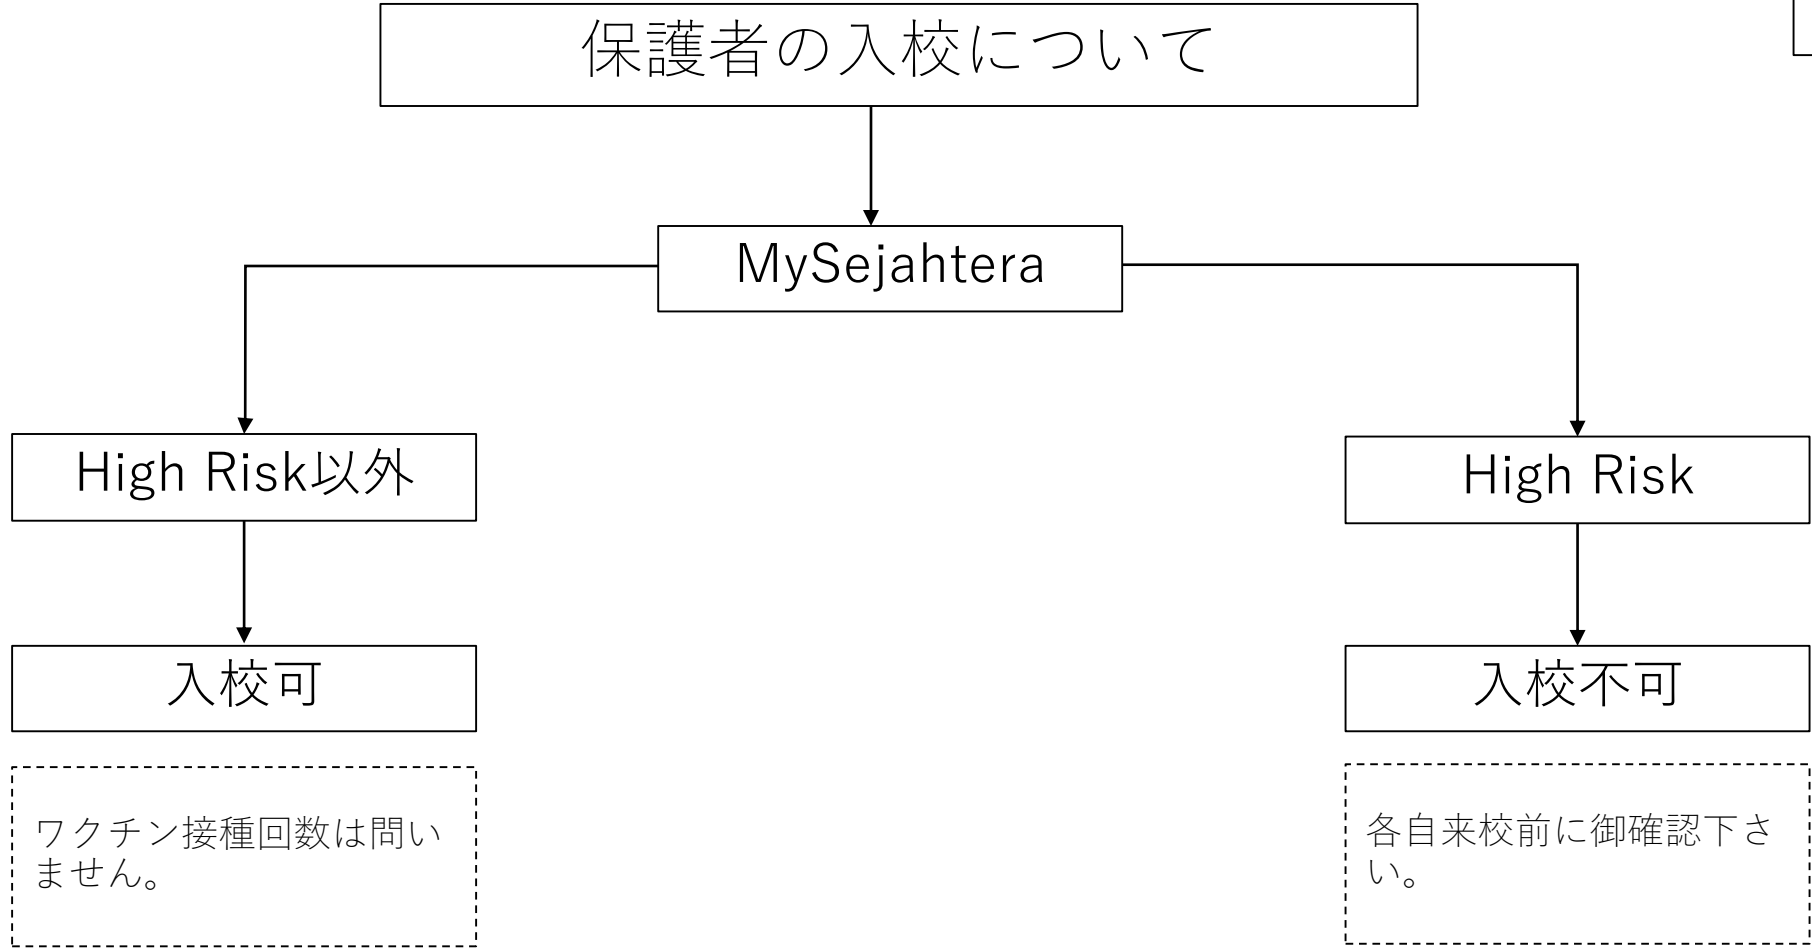 保護者の入校について
MySejahtera
High Risk以外
High Risk
入校可
入校不可
ワクチン接種回数は問い
ません。
各自来校前に御確認下さ
い。